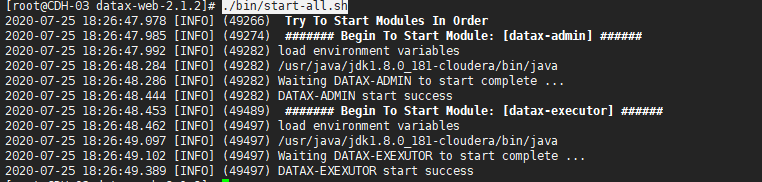 [root@CDH-03 datax-web-2.1.2]# ./bin/start-all.sh
2020-07-25 18:26:47.978 [INFO] (49266) Try To Start Modules In Order
2020-07-25 18:26:47.985 [INFO] (49274) ####### Begin To Start Module: [datax-admin] ######
2020-07-25 18:26:47.992 [INFO] (49282) load environment variables
2020-07-25 18:26:48.284 [INFO] (49282) /usr/java/jdk1.8.0_181-cloudera/bin/java
2020-07-25 18:26:48.286 [INFO] (49282) Waiting DATAX-ADMIN to start complete ...
2020-07-25 18:26:48.444 [INFO] (49282) DATAX-ADMIN start success
2020-07-25 18:26:48.453 [INFO] (49489) ####### Begin To Start Module: [datax-executor] ######
2020-07-25 18:26:48.462 [INFO] (49497) load environment variables
2020-07-25 18:26:49.097 [INFO] (49497) /usr/java/jdk1.8.0_181-cloudera/bin/java
2020-07-25 18:26:49.102 [INFO] (49497) Waiting DATAX-EXEXUTOR to start complete ...
2020-07-25 18:26:49.389 [INFO] (49497) DATAX-EXEXUTOR start success